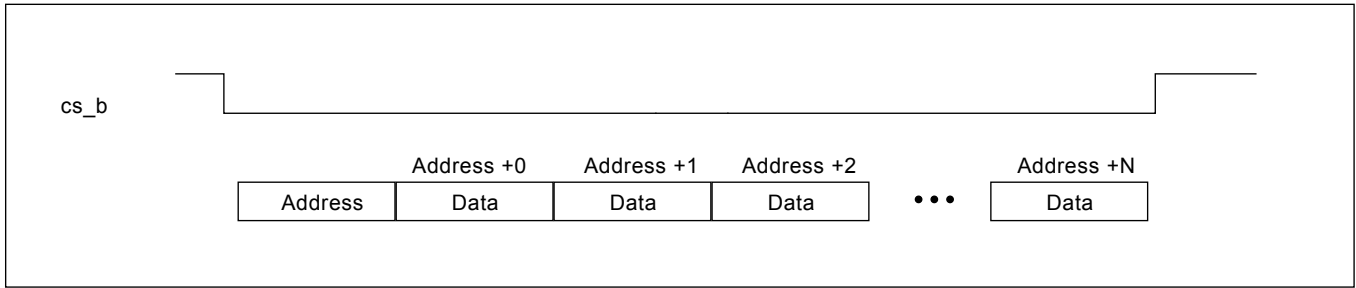 cs_b
Address +0 Address +1 Address +2 Address +N
Address Data Data Data ••• Data